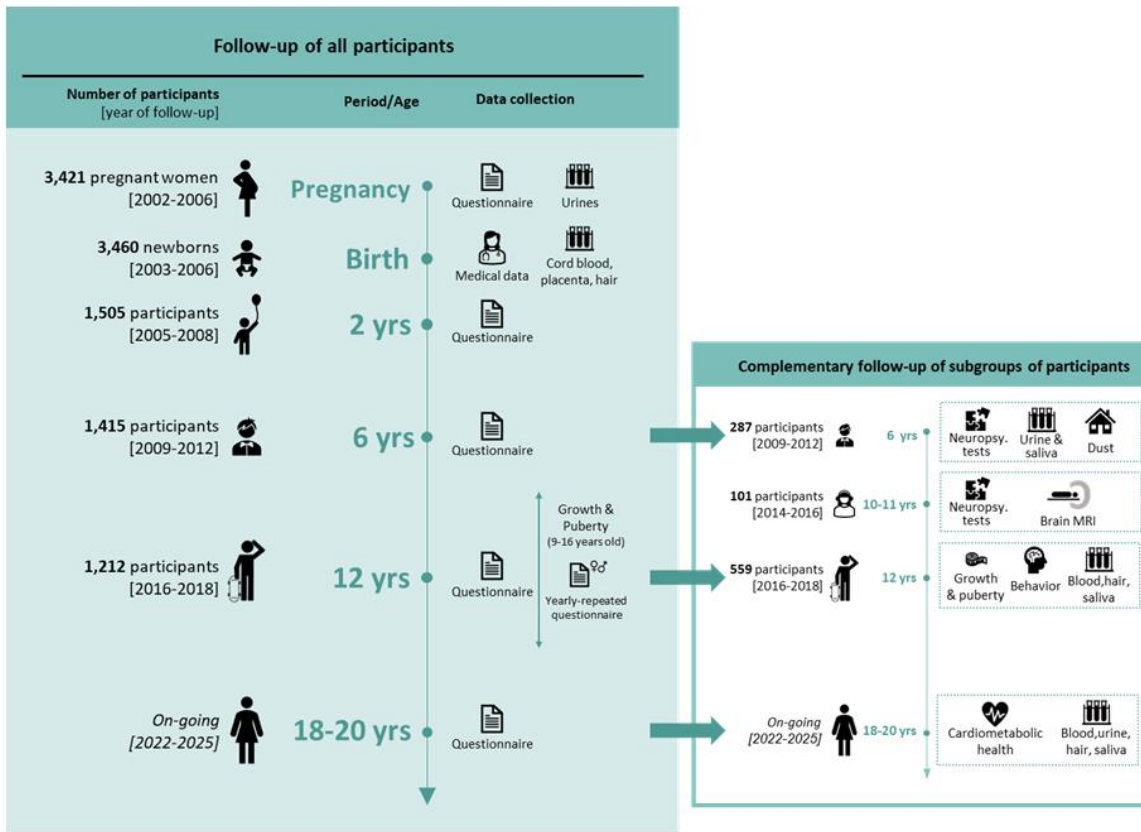 Follow-up of all participants
Number of participants
[year of follow-up]
Period/Age
Data collection
3,421 pregnant women
[2002-2006]
Pregnancy
Questionnaire
Urines
3,460 newborns
[2003-2006]
Birth
Medical data
Cord blood,
placenta, hair
1,505 participants
[2005-2008]
2 yrs
Questionnaire
1,415 participants
[2009-2012]
6 yrs
Questionnaire
Growth &
Puberty
(9-16 years old)
Yearly-repeated
questionnaire
1,212 participants
[2016-2018]
12 yrs
Questionnaire
On-going
[2022-2025]
18-20 yrs
Questionnaire
Complementary follow-up of subgroups of participants
287 participants
[2009-2012]
6 yrs
Neuropsy.
tests
Urine &
saliva
Dust
101 participants
[2014-2016]
10-11 yrs
Neuropsy.
tests
Brain MRI
559 participants
[2016-2018]
12 yrs
Growth
& puberty
Behavior
Blood,hair,
saliva
On-going
[2022-2025]
18-20 yrs
Cardiometabolic
health
Blood,urine,
hair, saliva